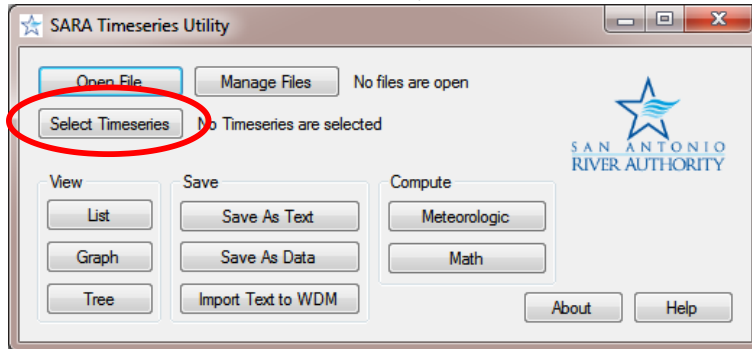 SARA Timeseries Utility
Open File
Manage Files
No files are open
Select Timeseries
No Timeseries are selected
SAN ANTONIO
RIVER AUTHORITY
View
Save
Compute
List
Save As Text
Meteorologic
Graph
Save As Data
Math
Tree
Import Text to WDM
About
Help